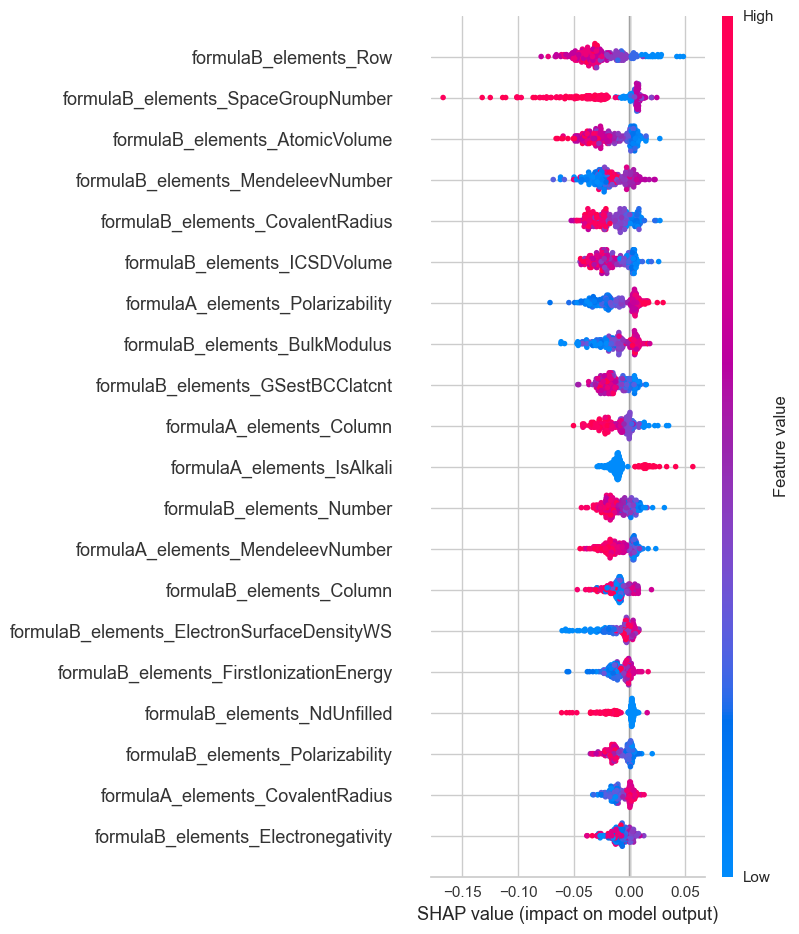 High
formulaB_elements_Row
formulaB_elements_SpaceGroupNumber
formulaB_elements_AtomicVolume
formulaB_elements_MendeleevNumber
formulaB_elements_CovalentRadius
formulaB_elements_ICSDVolume
formulaA_elements_Polarizability
formulaB_elements_BulkModulus
formulaB_elements_GSestBCClatcnt
formulaA_elements_Column
formulaA_elements_IsAlkali
formulaB_elements_Number
formulaA_elements_MendeleevNumber
formulaB_elements_Column
formulaB_elements_ElectronSurfaceDensityWS
formulaB_elements_FirstIonizationEnergy
formulaB_elements_NdUnfilled
formulaB_elements_Polarizability
formulaA_elements_CovalentRadius
formulaB_elements_Electronegativity
Feature value
Low
−0.15 −0.10 −0.05 0.00 0.05
SHAP value (impact on model output)